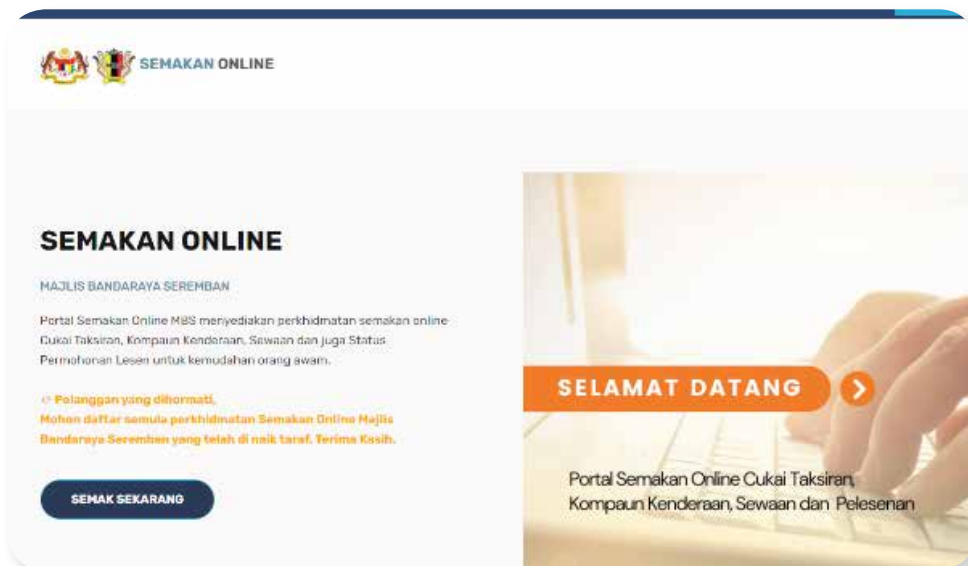 SEMAKAN ONLINE
SEMAKAN ONLINE
MAJLIS BANDARAYA SEREMBAN
Portal Semakan Online MBS menyediakan perkhidmatan semakan online
Cukai Taksiran, Kompaun Kenderaan, Sewaan dan juga Status
Permohonan Lesen untuk kemudahan orang awam.
Pelanggan yang dihormati,
Mohon daftar semula perkhidmatan Semakan Online Majlis
Bandaraya Seremban yang telah di naik taraf. Terima Kasih.
SEMAK SEKARANG
SELAMAT DATANG
Portal Semakan Online Cukai Taksiran,
Kompaun Kenderaan, Sewaan dan Pelesenan